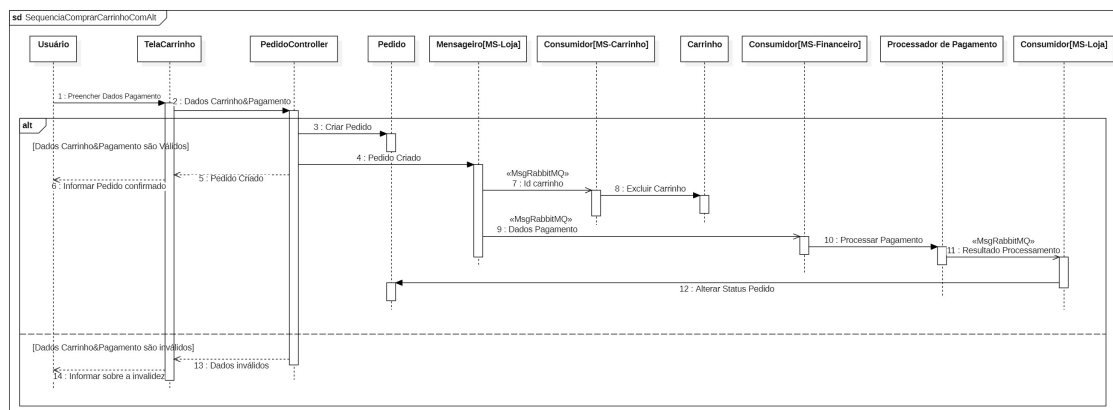 sd SequenciaComprarCarrinhoComAlt
Usuário
TelaCarrinho
PedidoController
Pedido
Mensageiro[MS-Loja]
Consumidor[MS-Carrinho]
Carrinho
Consumidor[MS-Financeiro]
Processador de Pagamento
Consumidor[MS-Loja]
1 : Preencher Dados Pagamento
2 : Dados Carrinho&Pagamento
alt
3 : Criar Pedido
[Dados Carrinho&Pagamento são Válidos]
4 : Pedido Criado
5 : Pedido Criado
6 : Informar Pedido confirmado
«MsgRabbitMQ»
7 : Id carrinho
8 : Excluir Carrinho
«MsgRabbitMQ»
9 : Dados Pagamento
10 : Processar Pagamento
«MsgRabbitMQ»
11 : Resultado Processamento
12 : Alterar Status Pedido
[Dados Carrinho&Pagamento são inválidos]
13 : Dados inválidos
14 : Informar sobre a invalidez